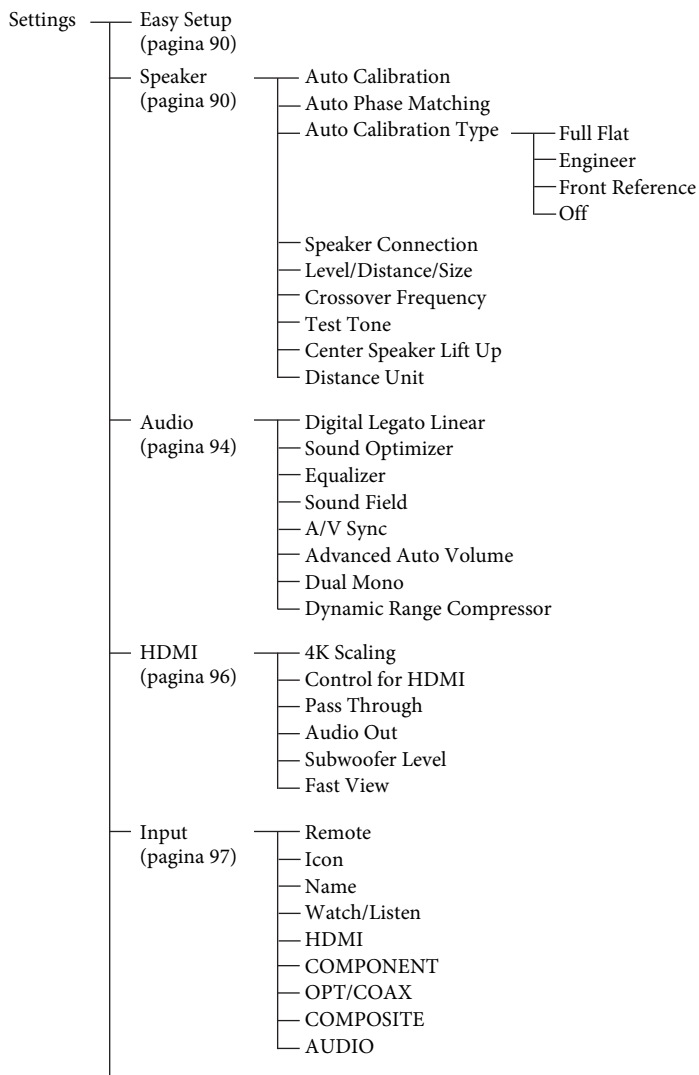 Settings
Easy Setup
(pagina 90)
Speaker
(pagina 90)
Auto Calibration
Auto Phase Matching
Auto Calibration Type
Full Flat
Engineer
Front Reference
Off
Speaker Connection
Level/Distance/Size
Crossover Frequency
Test Tone
Center Speaker Lift Up
Distance Unit
Audio
(pagina 94)
Digital Legato Linear
Sound Optimizer
Equalizer
Sound Field
A/V Sync
Advanced Auto Volume
Dual Mono
Dynamic Range Compressor
HDMI
(pagina 96)
4K Scaling
Control for HDMI
Pass Through
Audio Out
Subwoofer Level
Fast View
Input
(pagina 97)
Remote
Icon
Name
Watch/Listen
HDMI
COMPONENT
OPT/COAX
COMPOSITE
AUDIO